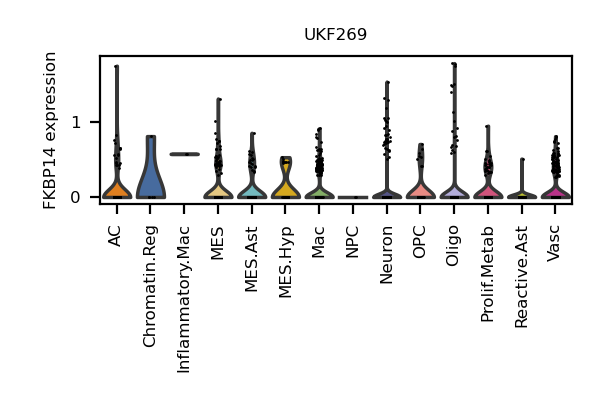 UKF269
FKBP14 expression
1
0
AC
Chromatin.Reg
Inflammatory.Mac
MES
MES.Ast
MES.Hyp
Mac
NPC
Neuron
OPC
Oligo
Prolif.Metab
Reactive.Ast
Vasc